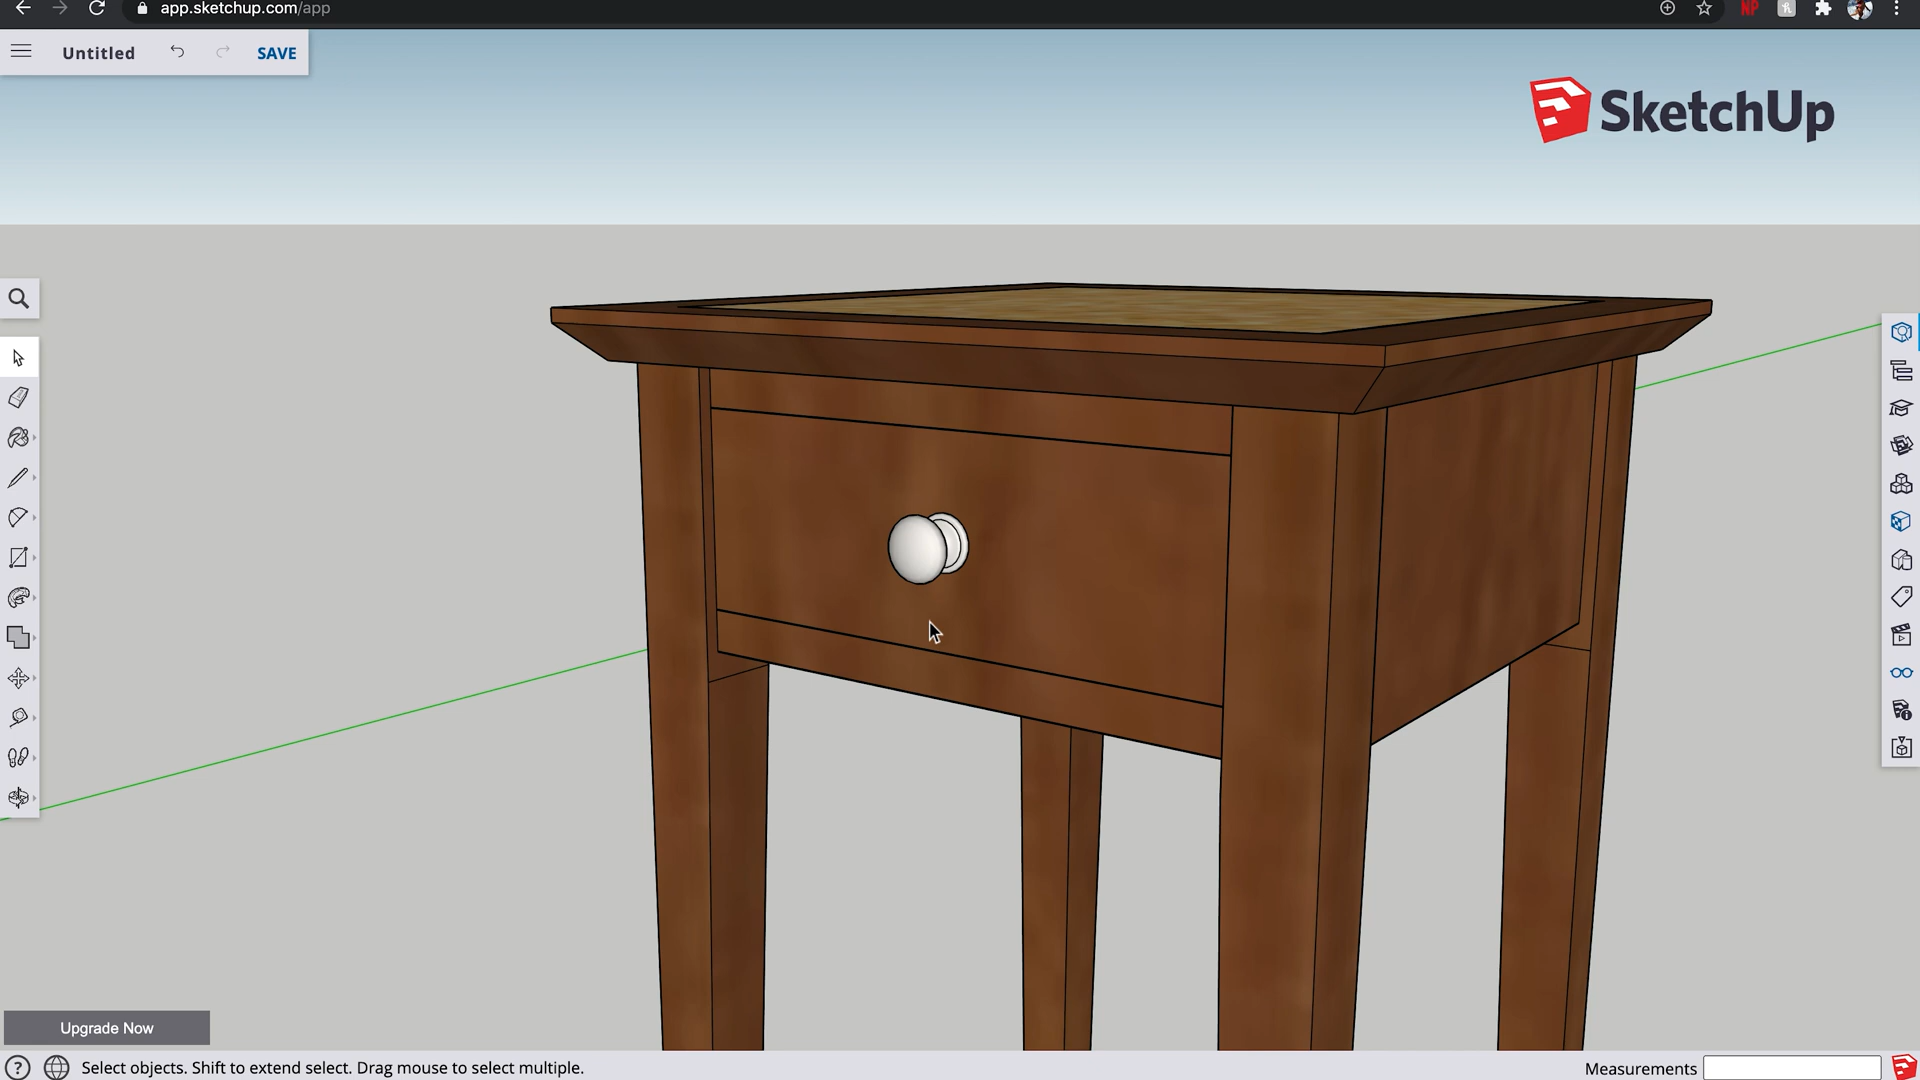 app.sketchup.com/app
NP
Untitled
SAVE
SketchUp
Upgrade Now
? Select objects. Shift to extend select. Drag mouse to select multiple.
Measurements